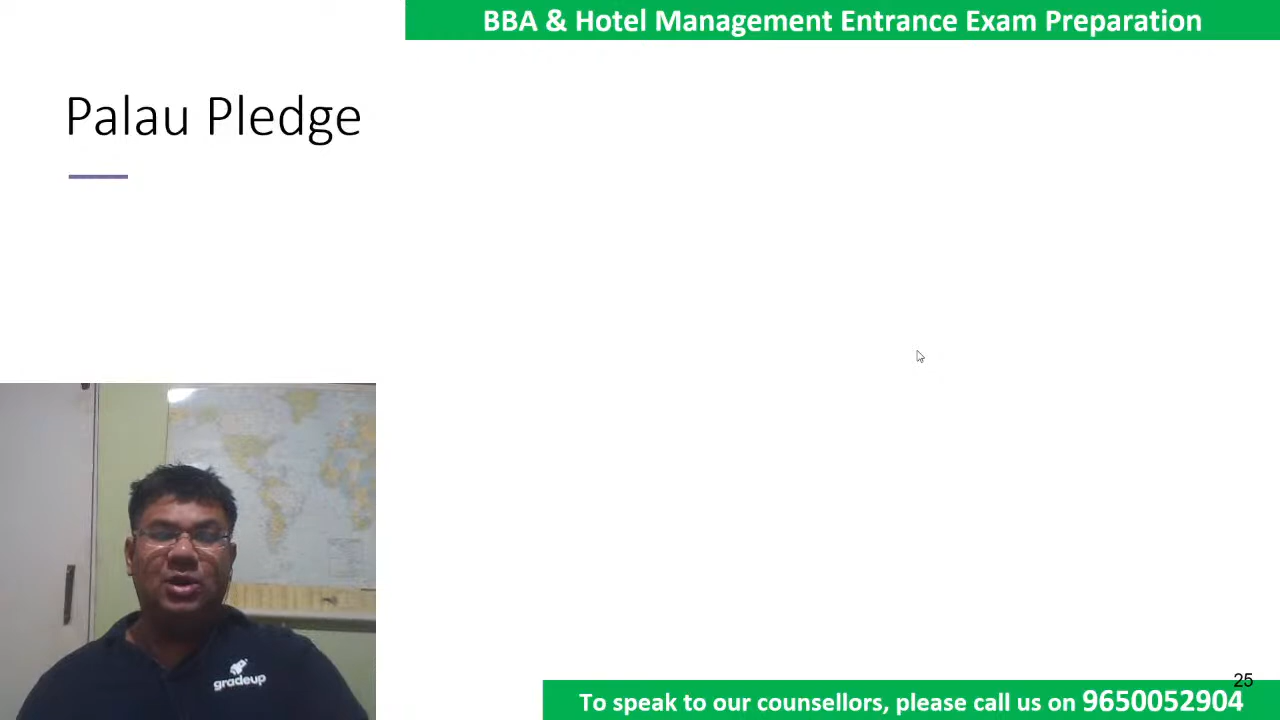 BBA & Hotel Management Entrance Exam Preparation
Palau Pledge
gradeup
25
To speak to our counsellors, please call us on 9650052904